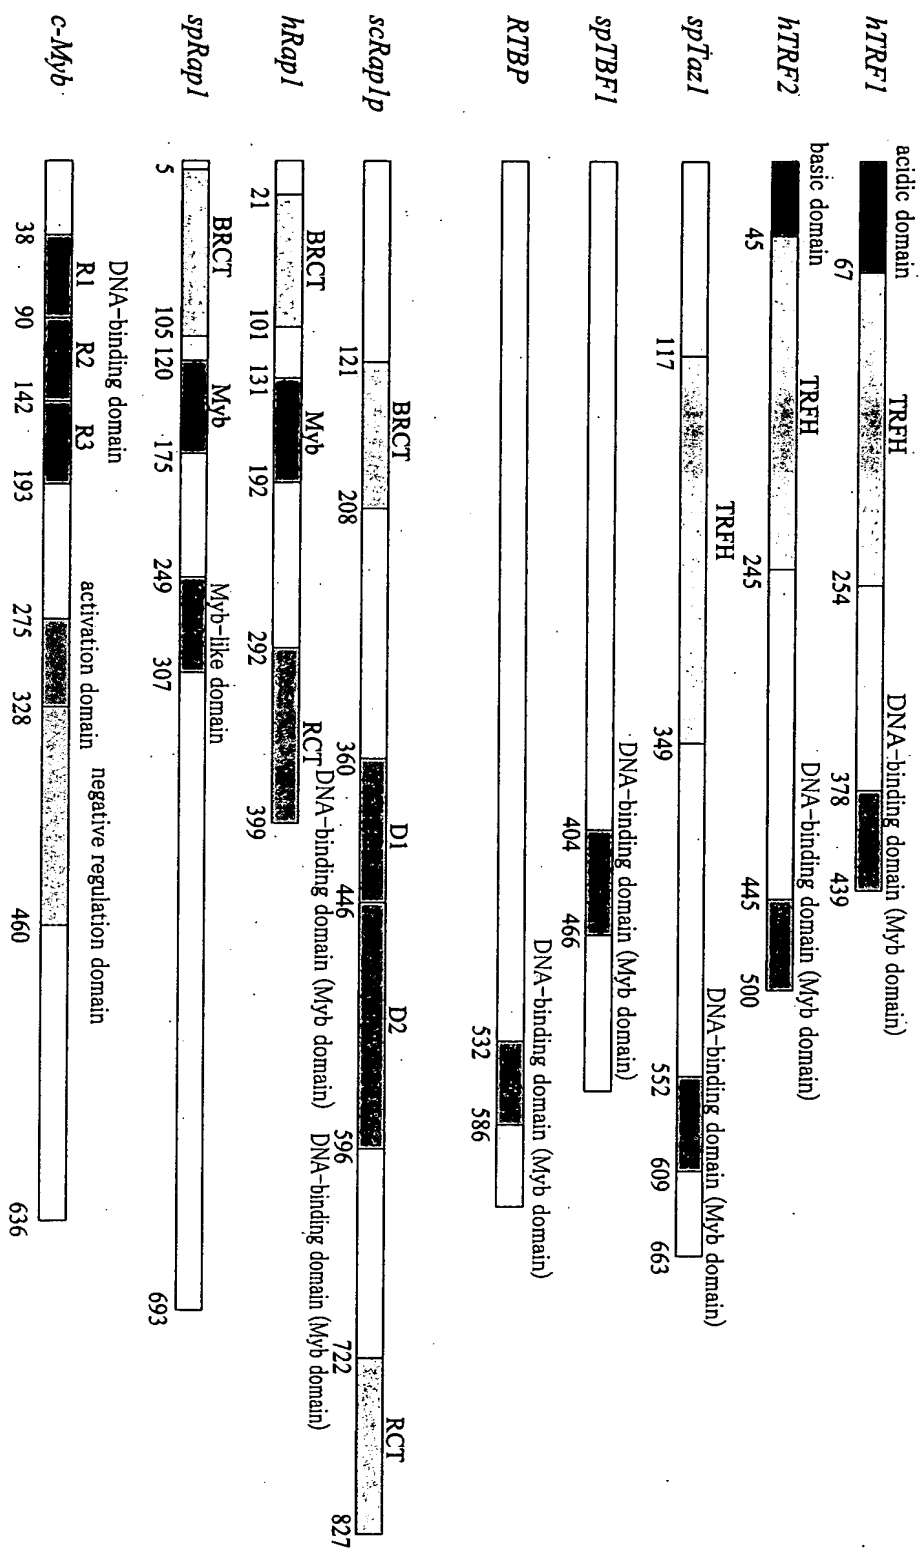 hTRF1
acidic domain
TRFH
DNA-binding domain (Myb domain)
67
254
378
439
hTRF2
basic domain
TRFH
DNA-binding domain (Myb domain)
45
245
445
500
spTaz1
TRFH
DNA-binding domain (Myb domain)
117
349
552
609
663
spTBF1
DNA-binding domain (Myb domain)
404
466
RTBP
DNA-binding domain (Myb domain)
532
586
scRap1p
BRCT
D1
D2
RCT
121
208
360
446
596
722
827
DNA-binding domain (Myb domain)
DNA-binding domain (Myb domain)
hRap1
BRCT
Myb
RCT
21
101
131
192
292
399
spRap1
BRCT
Myb
Myb-like domain
5
105
120
175
249
307
693
c-Myb
DNA-binding domain
activation domain
negative regulation domain
R1
R2
R3
38
90
142
193
275
328
460
636